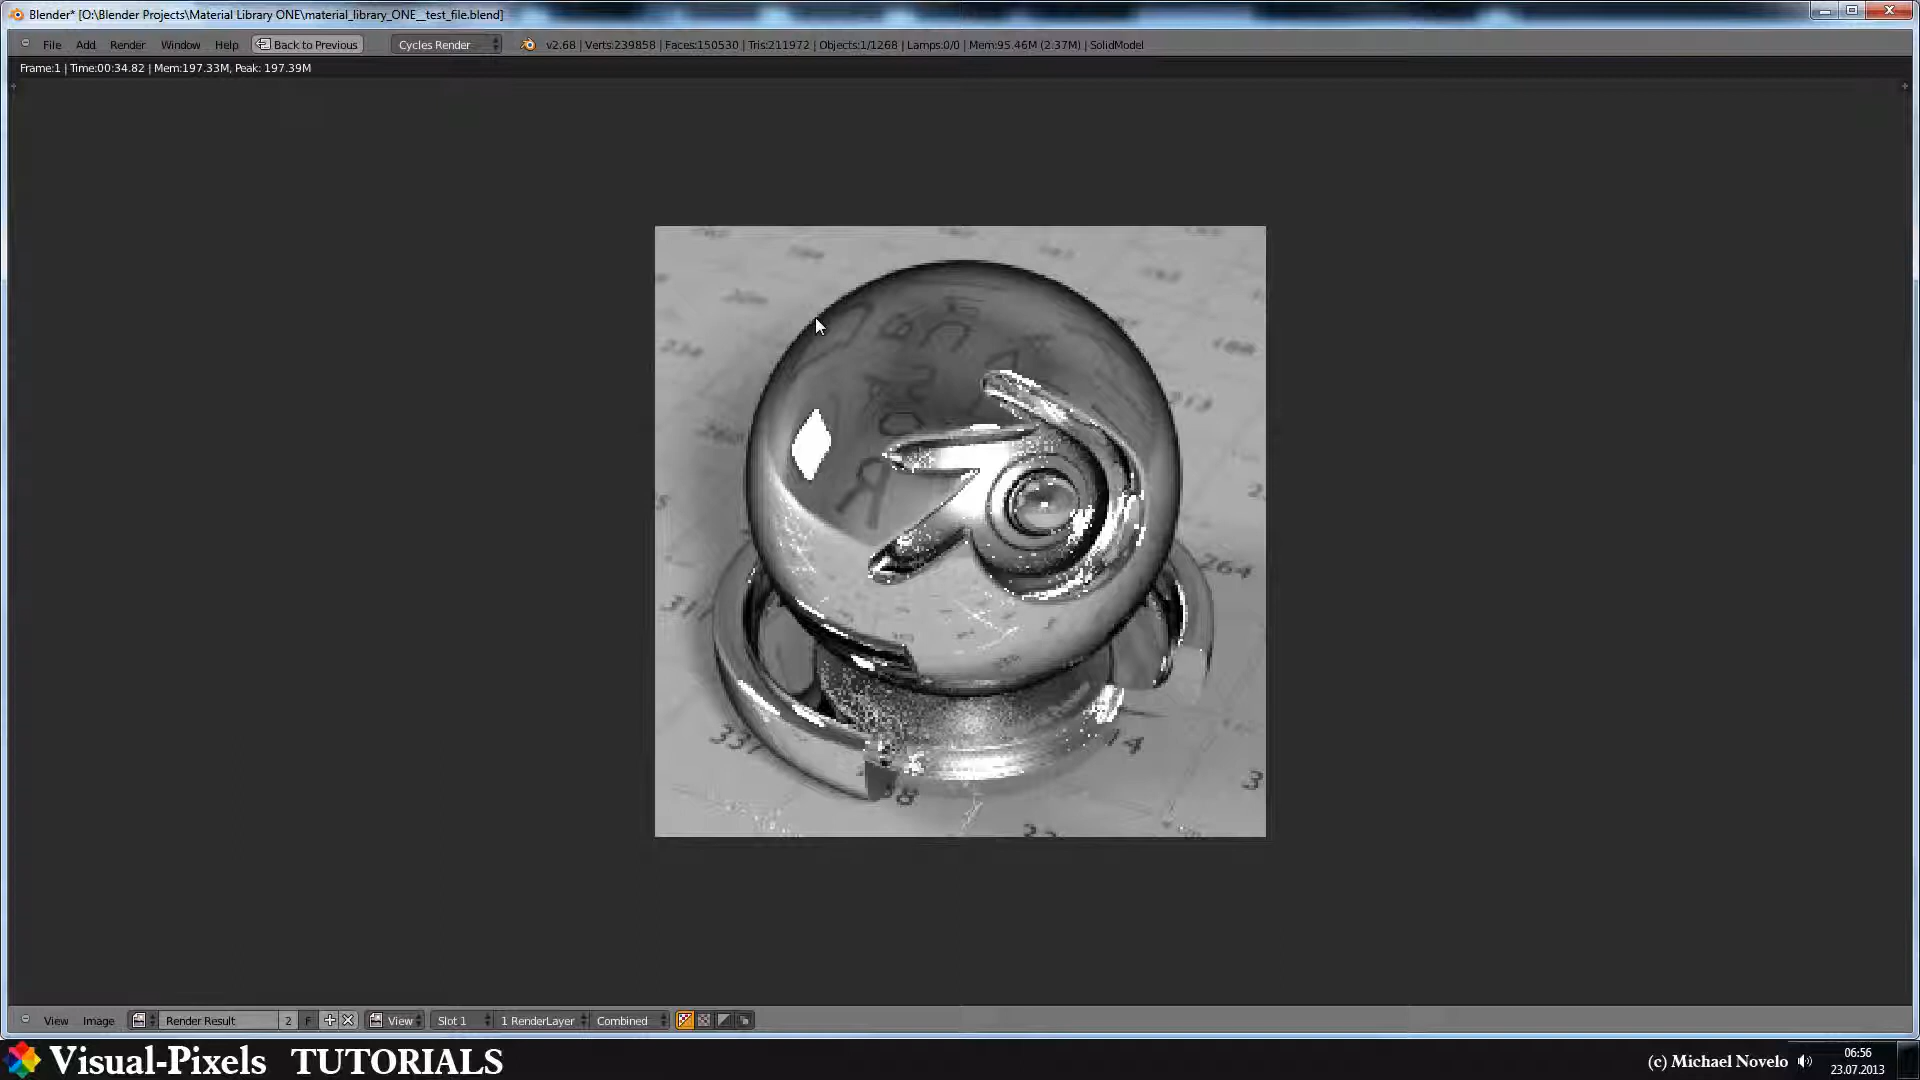 Blender* [O:\Blender Projects\Material Library ONE\material_library_ONE__test_file.blend]
File Add Render Window Help Back to Previous Cycles Render v2.68 | Verts:239858 | Faces:150530 | Tris:211972 | Objects:1/1268 | Lamps:0/0 | Mem:95.46M (2.37M) | SolidModel
Frame:1 | Time:00:34.82 | Mem:197.33M, Peak: 197.39M
264
337
14
View Image Render Result 2 F View Slot 1 1 RenderLayer Combined
Visual-Pixels TUTORIALS
(c) Michael Novelo
06:56
23.07.2013